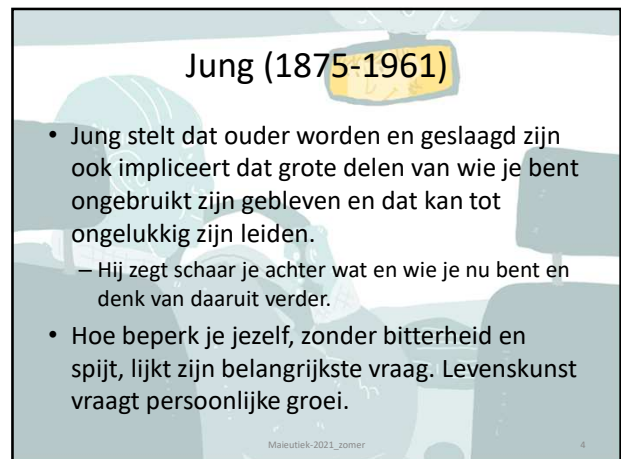 Jung (1875-1961)
• Jung stelt dat ouder worden en geslaagd zijn
ook impliceert dat grote delen van wie je bent
ongebruikt zijn gebleven en dat kan tot
ongelukkig zijn leiden.
– Hij zegt schaar je achter wat en wie je nu bent en
denk van daaruit verder.
• Hoe beperk je jezelf, zonder bitterheid en
spijt, lijkt zijn belangrijkste vraag. Levenskunst
vraagt persoonlijke groei.
Maieutiek-2021_zomer
4